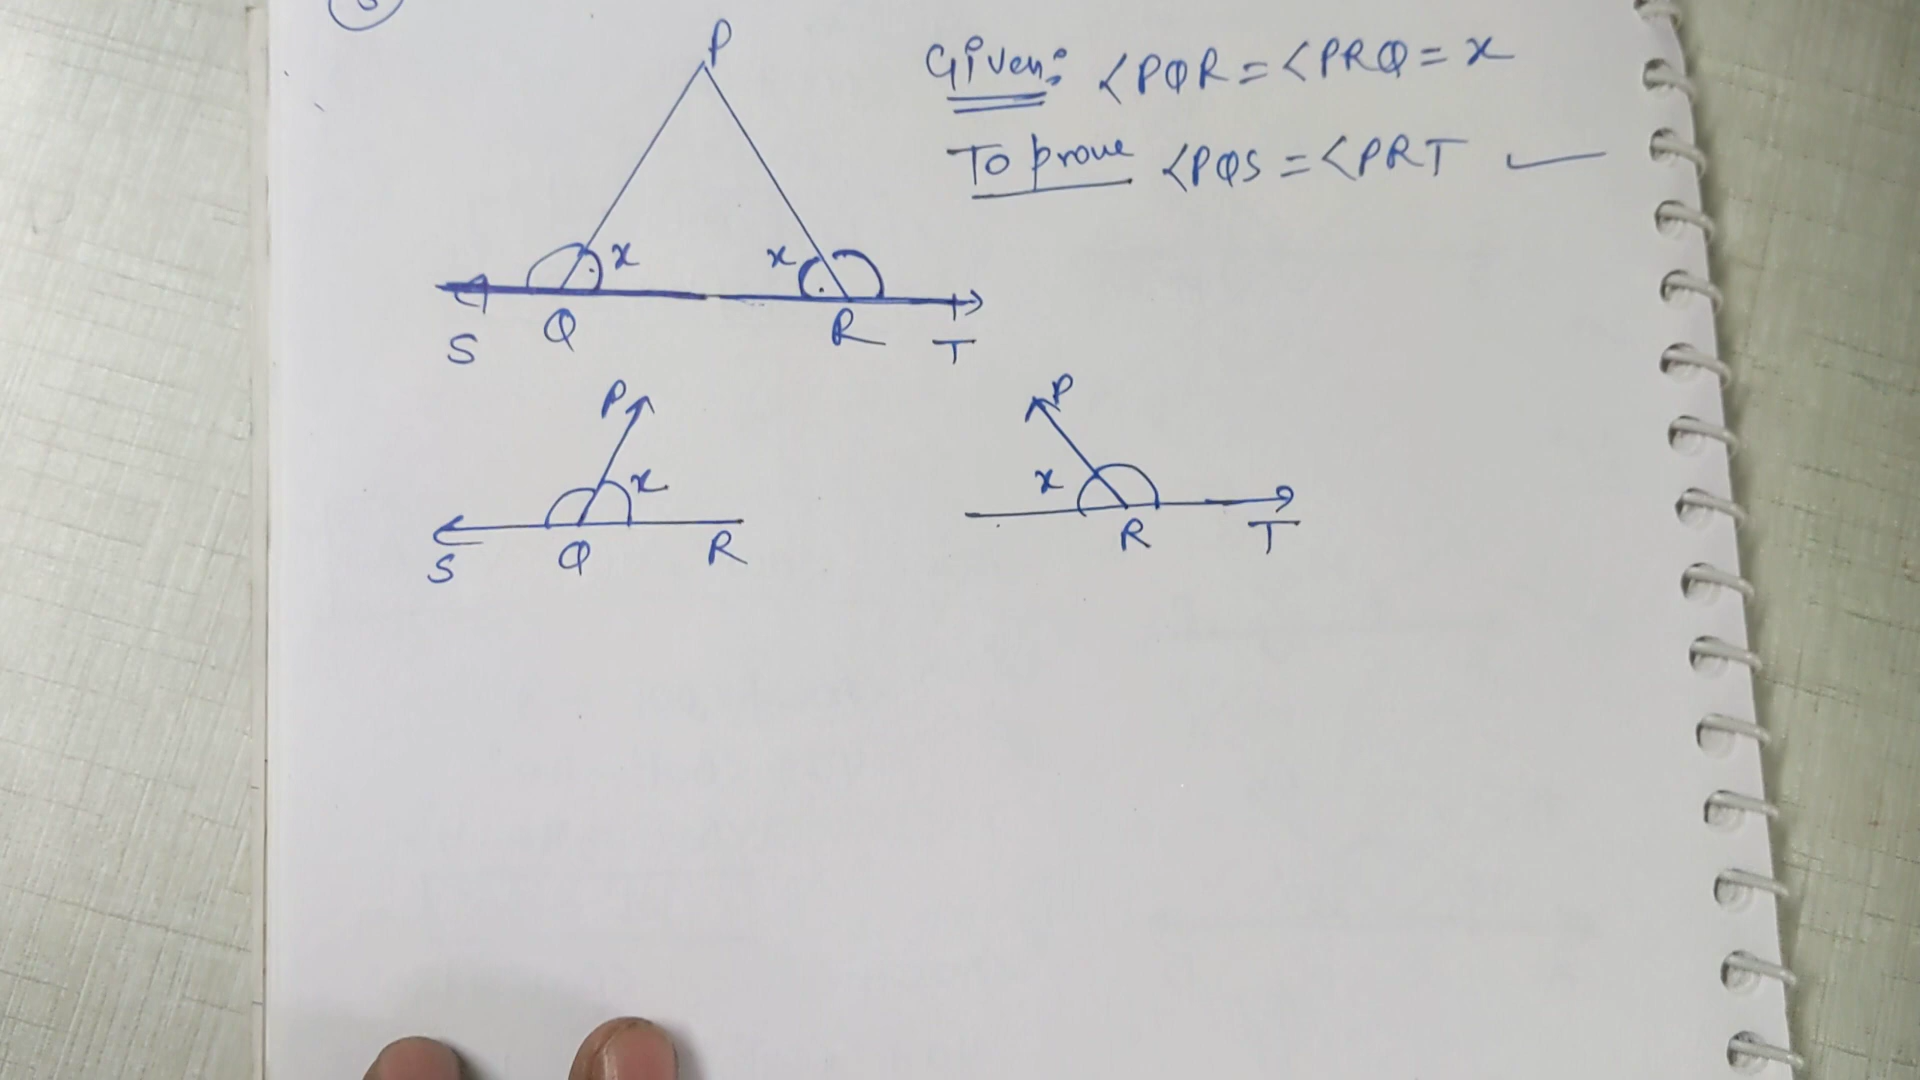 P
Given: <PQR = <PRQ = x
To prove <PQS = <PRT
x x
S Q R T
P x
S Q R
P x
R T